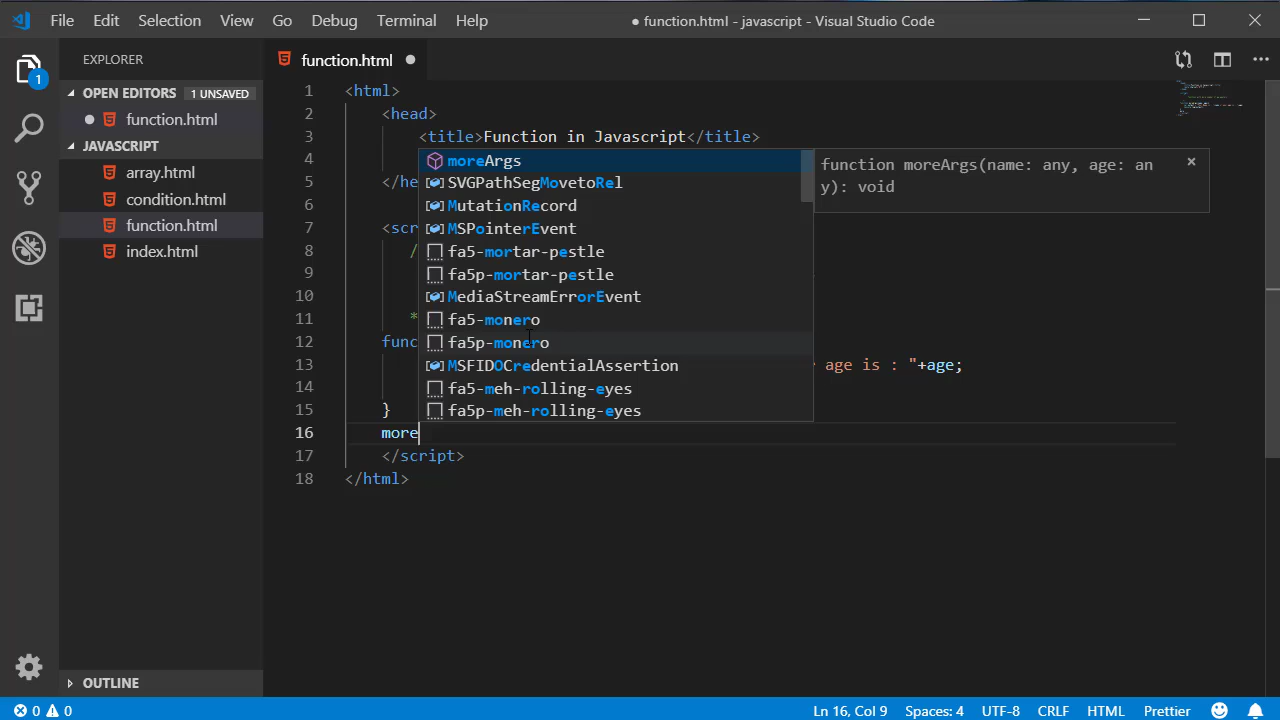 File Edit Selection View Go Debug Terminal Help ● function.html - javascript - Visual Studio Code
EXPLORER
function.html
OPEN EDITORS 1 UNSAVED
function.html
JAVASCRIPT
array.html
condition.html
function.html
index.html
OUTLINE
1
1 <html>
2 <head>
3 <title>Function in Javascript</title>
4
5 </he
6
7 <scr
8 /
9
10
11 *
12 func
13 age is : "+age;
14
15 }
16 more
17 </script>
18 </html>
moreArgs
SVGPathSegMovetoRel
MutationRecord
MSPointerEvent
fa5-mortar-pestle
fa5p-mortar-pestle
MediaStreamErrorEvent
fa5-monero
fa5p-monero
MSFIDOCredentialAssertion
fa5-meh-rolling-eyes
fa5p-meh-rolling-eyes
function moreArgs(name: any, age: an
y): void
0 0 Ln 16, Col 9 Spaces: 4 UTF-8 CRLF HTML Prettier